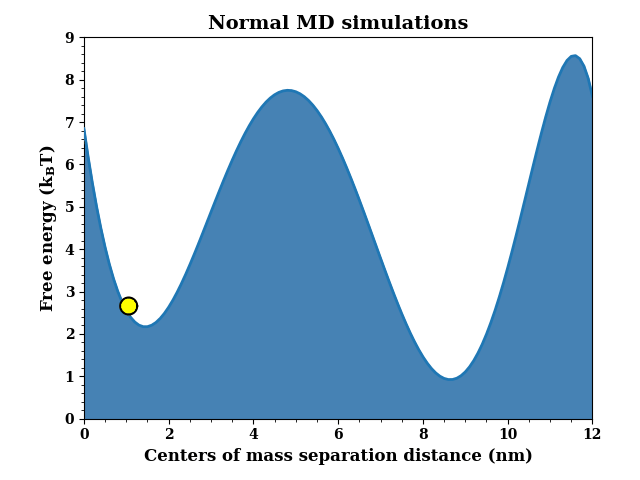 Normal MD simulations
Free energy (k_BT)
9
8
7
6
5
4
3
2
1
0
0 2 4 6 8 10 12
Centers of mass separation distance (nm)